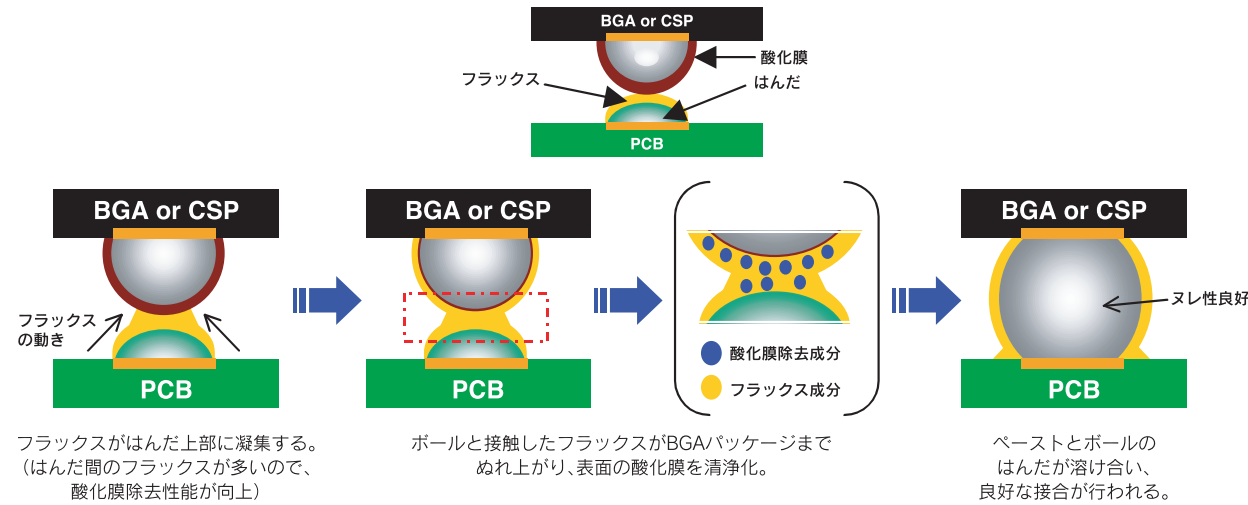 BGA or CSP
酸化膜
フラックス
はんだ
PCB
BGA or CSP
フラックス
の動き
PCB
フラックスがはんだ上部に凝集する。
（はんだ間のフラックスが多いので、
酸化膜除去性能が向上）
BGA or CSP
PCB
酸化膜除去成分
フラックス成分
ボールと接触したフラックスがBGAパッケージまで
ぬれ上がり、表面の酸化膜を清浄化。
BGA or CSP
ヌレ性良好
PCB
ペーストとボールの
はんだが溶け合い、
良好な接合が行われる。